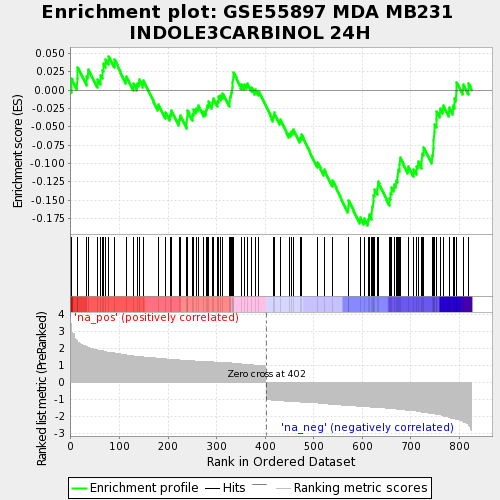 Enrichment plot: GSE55897 MDA MB231
INDOLE3CARBINOL 24H
Enrichment score (ES)
0.050
0.025
0.000
-0.025
-0.050
-0.075
-0.100
-0.125
-0.150
-0.175
'na_pos' (positively correlated)
Ranked list metric (PreRanked)
4
3
2
1
0
-1
-2
-3
Zero cross at 402
'na_neg' (negatively correlated)
0 100 200 300 400 500 600 700 800
Rank in Ordered Dataset
Enrichment profile Hits Ranking metric scores